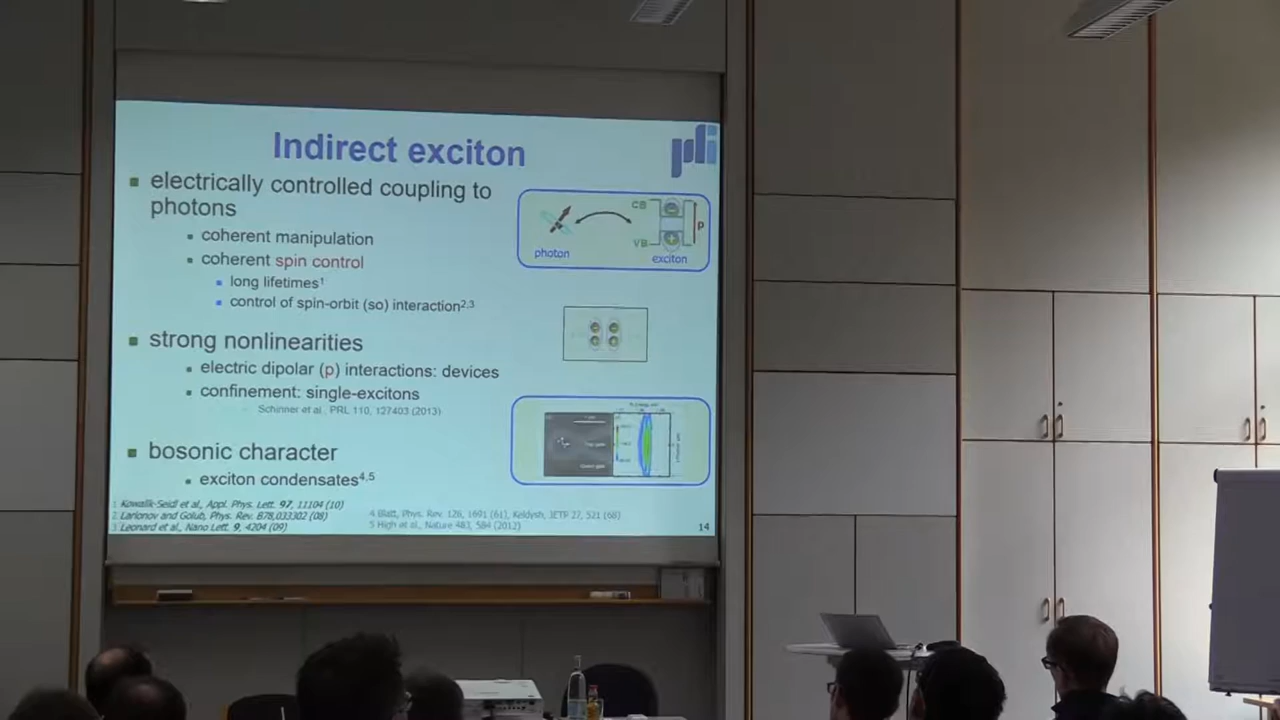 Indirect exciton
pdi
electrically controlled coupling to
photons
coherent manipulation
coherent spin control
long lifetimes¹
control of spin-orbit (so) interaction²,³
CB
VB
p
photon
exciton
strong nonlinearities
electric dipolar (p) interactions: devices
confinement: single-excitons
Schinner et al., PRL 110, 127403 (2013)
bosonic character
exciton condensates⁴,⁵
1 Kowalik-Seidl et al., Appl. Phys. Lett. 97, 11104 (10)
2 Larionov and Golub, Phys. Rev. B78,033302 (08)
3 Leonard et al., Nano Lett. 9, 4204 (09)
4 Blatt, Phys. Rev. 126, 1691 (61), Keldysh, JETP 27, 521 (68)
5 High et al., Nature 483, 584 (2012)
14